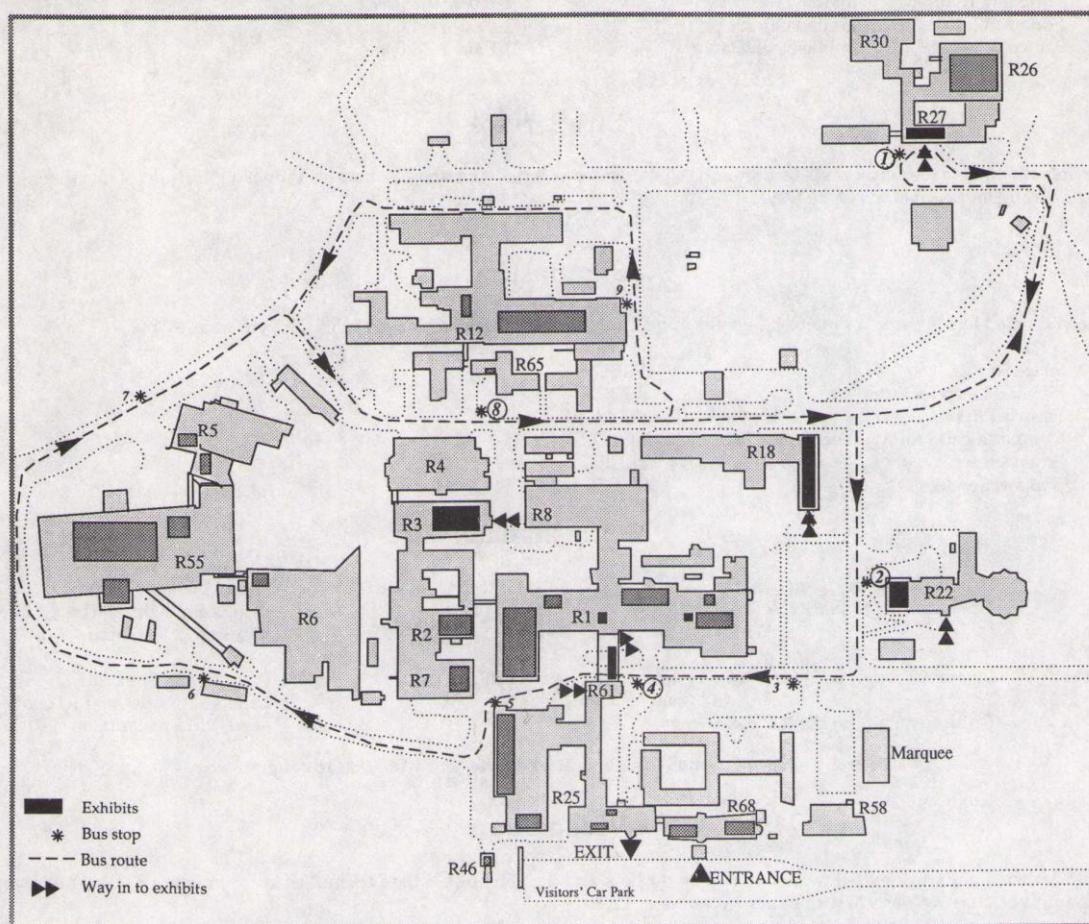 R30
R26
R27
1
9
R12
R65
7
8
R5
R4
R18
R3
R8
R55
2
R22
R6
R2
R1
R7
6
R61
4
3
5
Marquee
Exhibits
Bus stop
Bus route
Way in to exhibits
R25
R68
R58
EXIT
R46
ENTRANCE
Visitors' Car Park